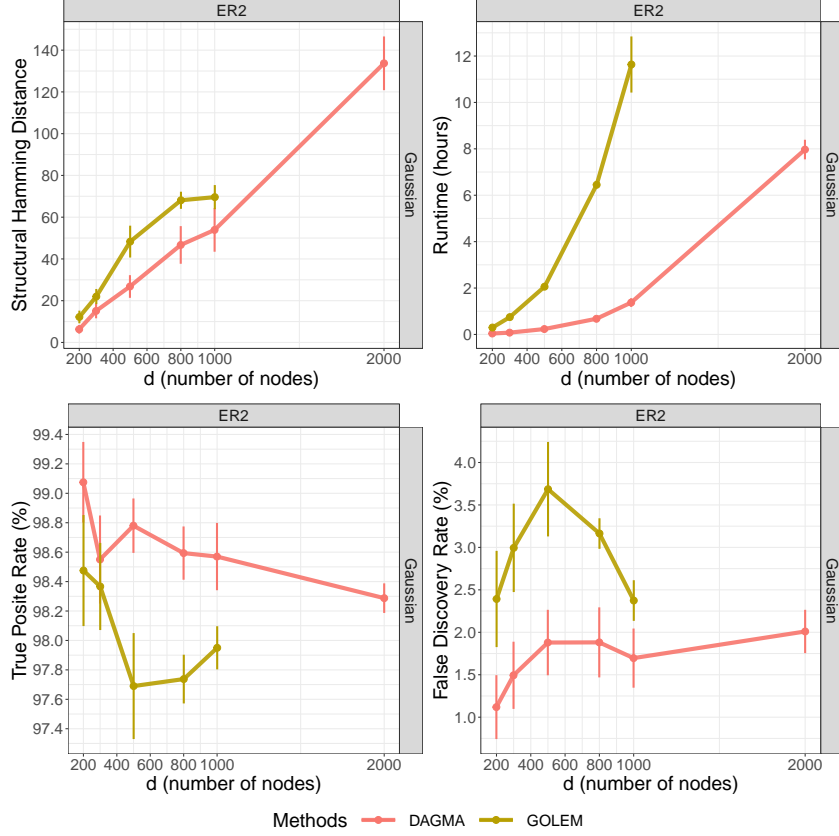 ER2
Structural Hamming Distance
140
120
100
80
60
40
20
0
200 400 600 800 1000 2000
d (number of nodes)
Gaussian
ER2
Runtime (hours)
12
10
8
6
4
2
0
200 400 600 800 1000 2000
d (number of nodes)
Gaussian
ER2
True Posite Rate (%)
99.4
99.2
99.0
98.8
98.6
98.4
98.2
98.0
97.8
97.6
97.4
200 400 600 800 1000 2000
d (number of nodes)
Gaussian
ER2
False Discovery Rate (%)
4.0
3.5
3.0
2.5
2.0
1.5
1.0
200 400 600 800 1000 2000
d (number of nodes)
Gaussian
Methods DAGMA GOLEM